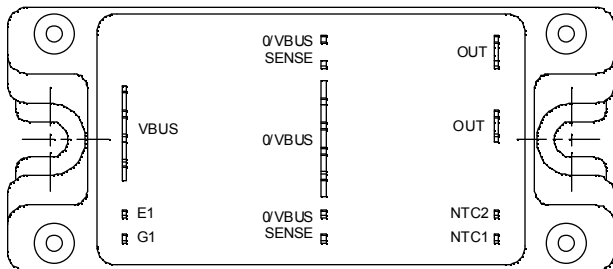 0/VBUS
SENSE
OUT
VBUS
0/VBUS
OUT
E1
G1
0/VBUS
SENSE
NTC2
NTC1